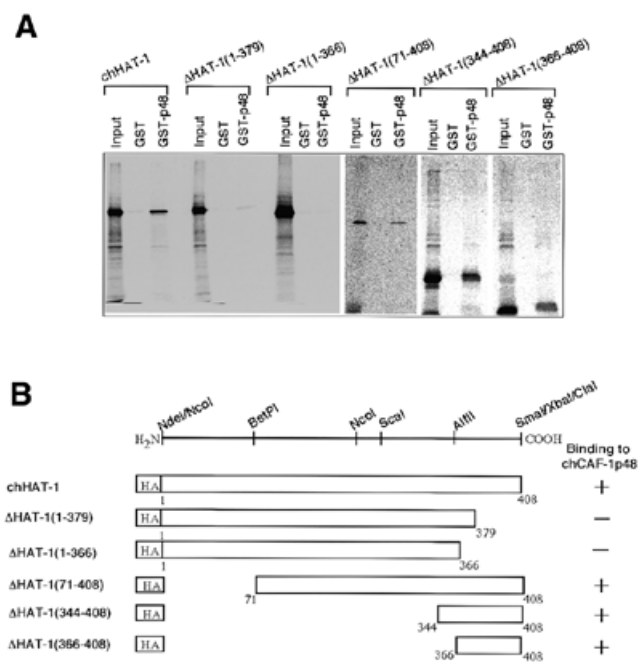 A
chHAT-1 ΔHAT-1(1-379) ΔHAT-1(1-366) ΔHAT-1(71-408) ΔHAT-1(344-408) ΔHAT-1(366-408)
Input GST GST-p48 Input GST GST-p48 Input GST GST-p48 Input GST GST-p48 Input GST GST-p48 Input GST GST-p48
B
NdeI/NcoI BstPI NcoI ScaI AflII SmaI/XbaI/ClaI
H2N COOH
Binding to
chCAF-1p48
chHAT-1 HA 1 408 +
ΔHAT-1(1-379) HA 1 379 −
ΔHAT-1(1-366) HA 1 366 −
ΔHAT-1(71-408) HA 71 408 +
ΔHAT-1(344-408) HA 344 408 +
ΔHAT-1(366-408) HA 366 408 +